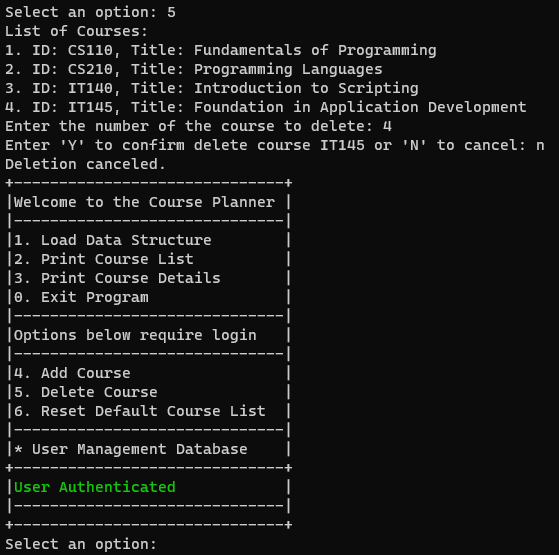 Select an option: 5
List of Courses:
1. ID: CS110, Title: Fundamentals of Programming
2. ID: CS210, Title: Programming Languages
3. ID: IT140, Title: Introduction to Scripting
4. ID: IT145, Title: Foundation in Application Development
Enter the number of the course to delete: 4
Enter 'Y' to confirm delete course IT145 or 'N' to cancel: n
Deletion canceled.
+------------------------------+
|Welcome to the Course Planner |
|------------------------------|
|1. Load Data Structure        |
|2. Print Course List          |
|3. Print Course Details       |
|0. Exit Program               |
|------------------------------|
|Options below require login   |
|------------------------------|
|4. Add Course                 |
|5. Delete Course              |
|6. Reset Default Course List  |
|------------------------------|
|* User Management Database    |
+------------------------------+
|User Authenticated            |
|------------------------------|
+------------------------------+
Select an option: